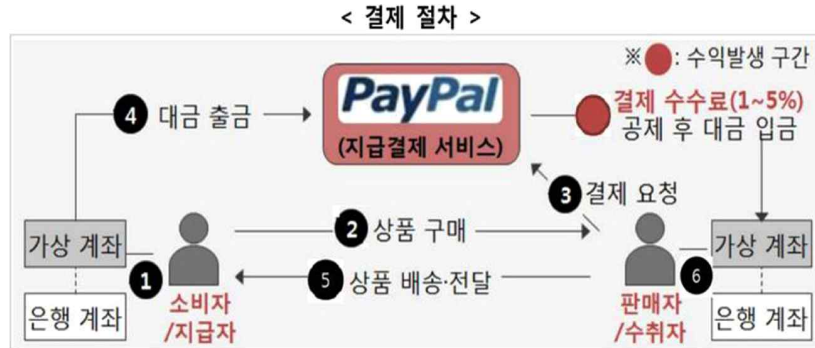 < 결제 절차 >
※ : 수익발생 구간
PayPal
(지급결제 서비스)
4 대금 출금
결제 수수료(1~5%)
공제 후 대금 입금
3 결제 요청
가상 계좌
2 상품 구매
가상 계좌
1
5 상품 배송·전달
6
은행 계좌
소비자
/지급자
판매자
/수취자
은행 계좌